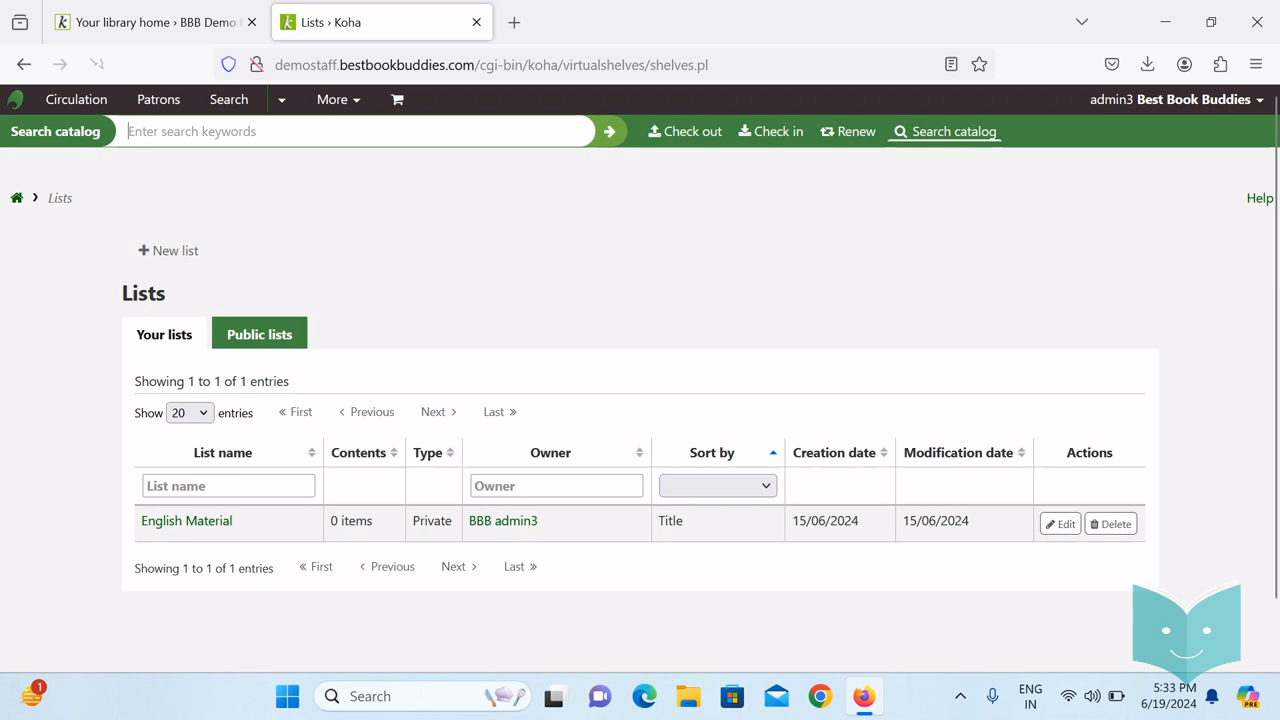 Your library home › BBB Demo
Lists › Koha
demostaff.bestbookbuddies.com/cgi-bin/koha/virtualshelves/shelves.pl
Circulation Patrons Search More admin3 Best Book Buddies
Search catalog Enter search keywords Check out Check in Renew Search catalog
Lists Help
New list
Lists
Your lists Public lists
Showing 1 to 1 of 1 entries
Show 20 entries First Previous Next Last
List name Contents Type Owner Sort by Creation date Modification date Actions
List name Owner
English Material 0 items Private BBB admin3 Title 15/06/2024 15/06/2024 Edit Delete
Showing 1 to 1 of 1 entries First Previous Next Last
1 Search ENG IN 5:33 PM 6/19/2024 PRE